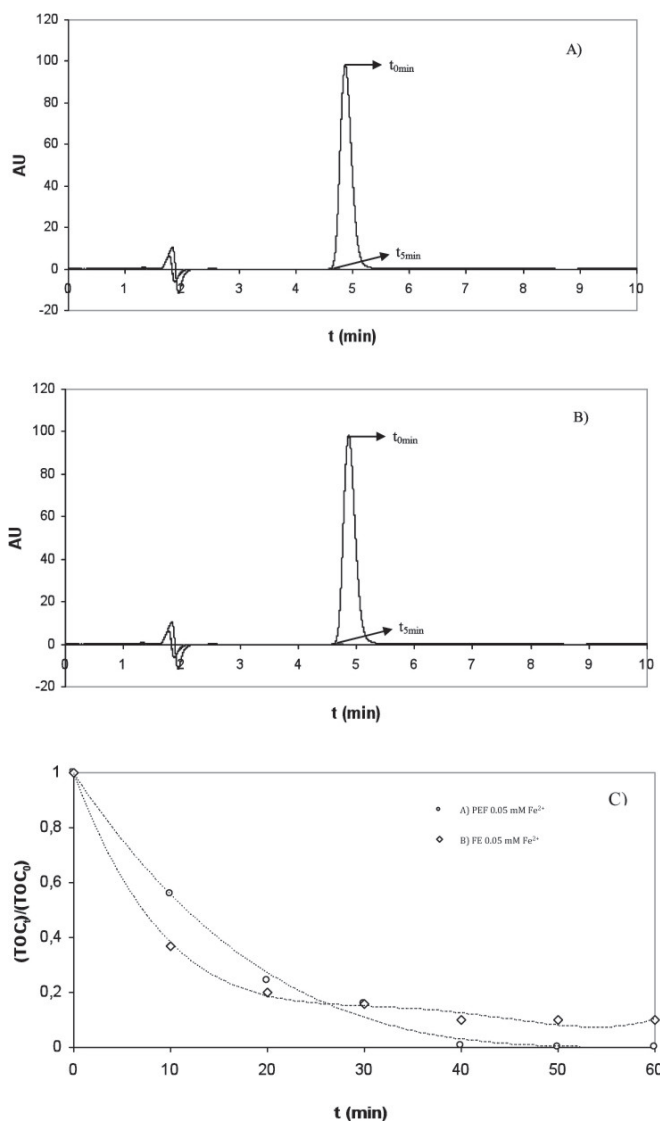 A)
120
100
80
60
40
20
0
-20
AU
t0min
t5min
0 1 2 3 4 5 6 7 8 9 10
t (min)
B)
120
100
80
60
40
20
0
-20
AU
t0min
t5min
0 1 2 3 4 5 6 7 8 9 10
t (min)
C)
1
0,8
0,6
0,4
0,2
0
(TOCt)/(TOC0)
A) PEF 0.05 mM Fe²⁺
B) FE 0.05 mM Fe²⁺
0 10 20 30 40 50 60
t (min)